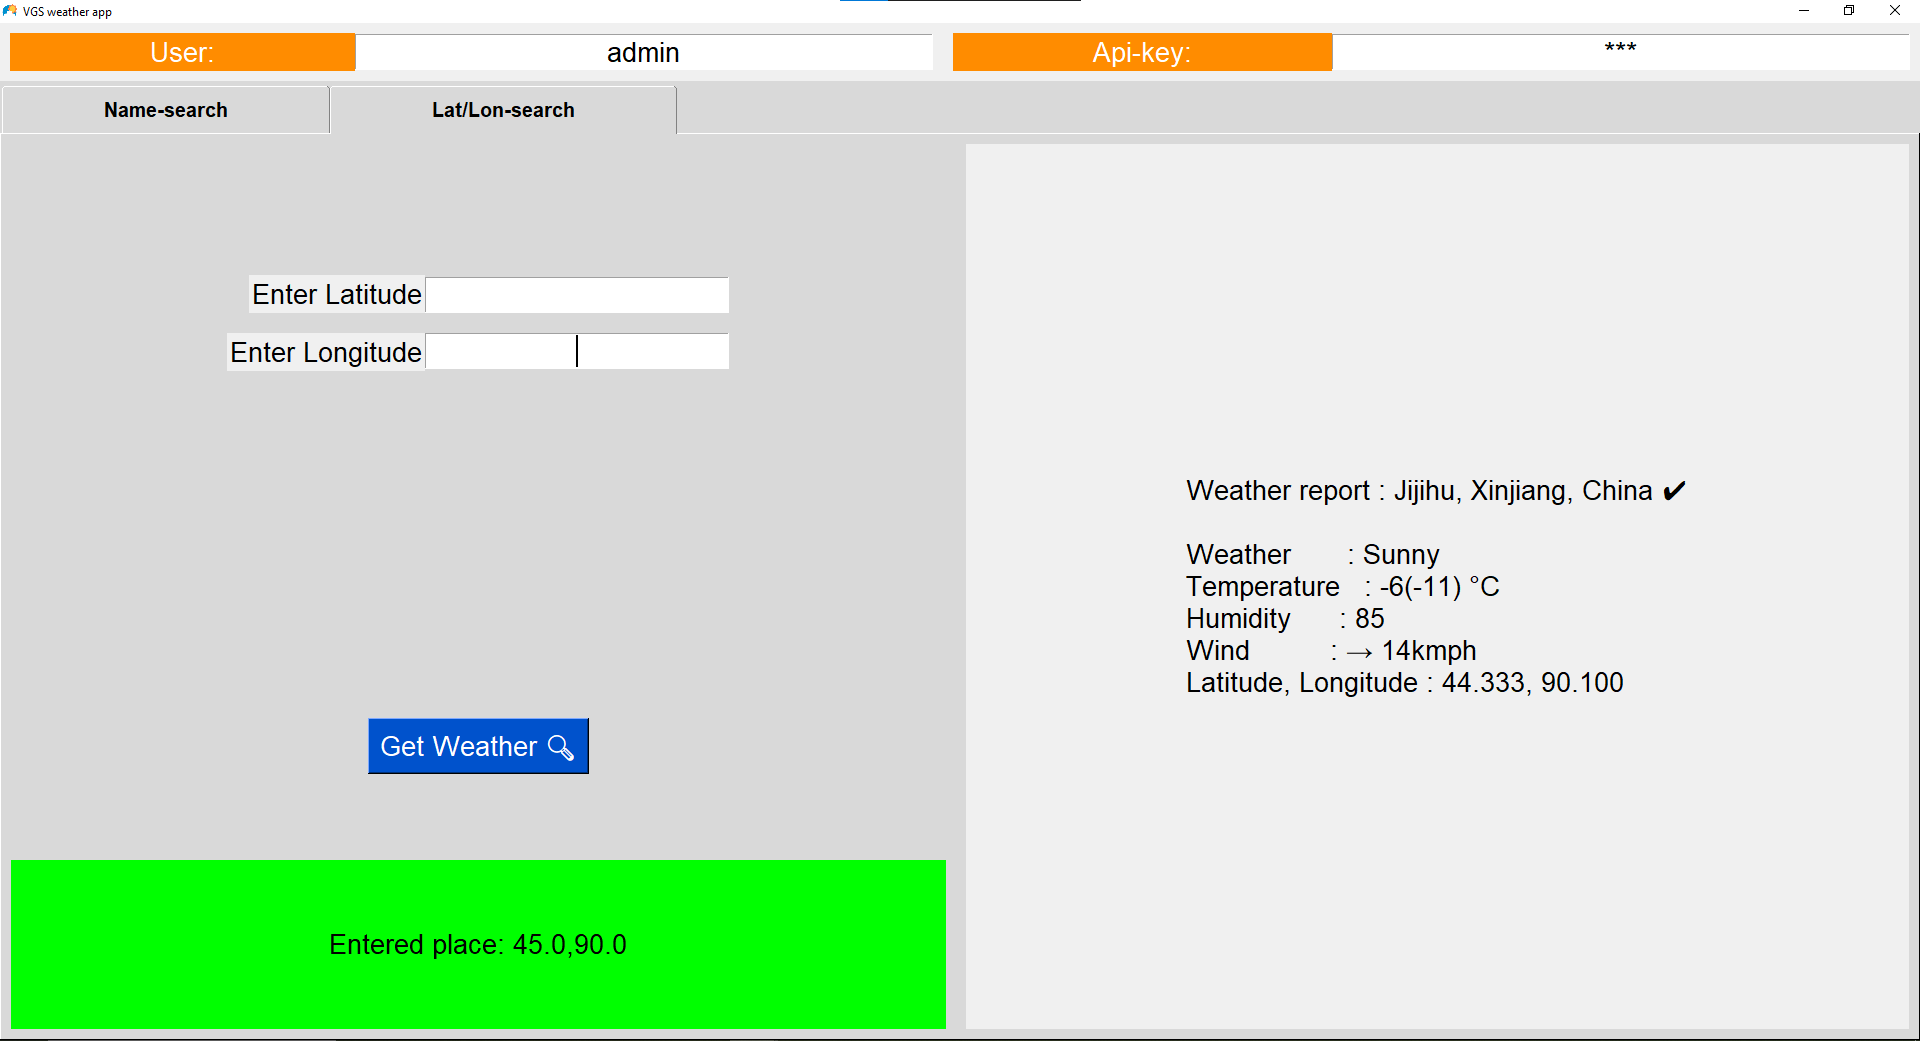 VGS weather app
User:
admin
Api-key:
***
Name-search
Lat/Lon-search
Enter Latitude
Enter Longitude
Get Weather 🔍
Entered place: 45.0,90.0
Weather report : Jijihu, Xinjiang, China ✔
Weather : Sunny
Temperature : -6(-11) °C
Humidity : 85
Wind : → 14kmph
Latitude, Longitude : 44.333, 90.100